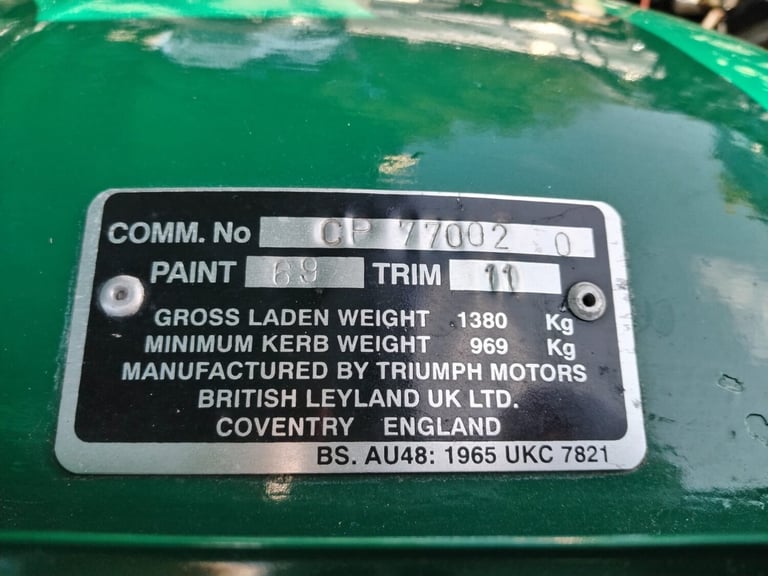 COMM. No CP 77002 O
PAINT 69 TRIM 11
GROSS LADEN WEIGHT 1380 Kg
MINIMUM KERB WEIGHT 969 Kg
MANUFACTURED BY TRIUMPH MOTORS
BRITISH LEYLAND UK LTD.
COVENTRY ENGLAND
BS. AU48: 1965 UKC 7821